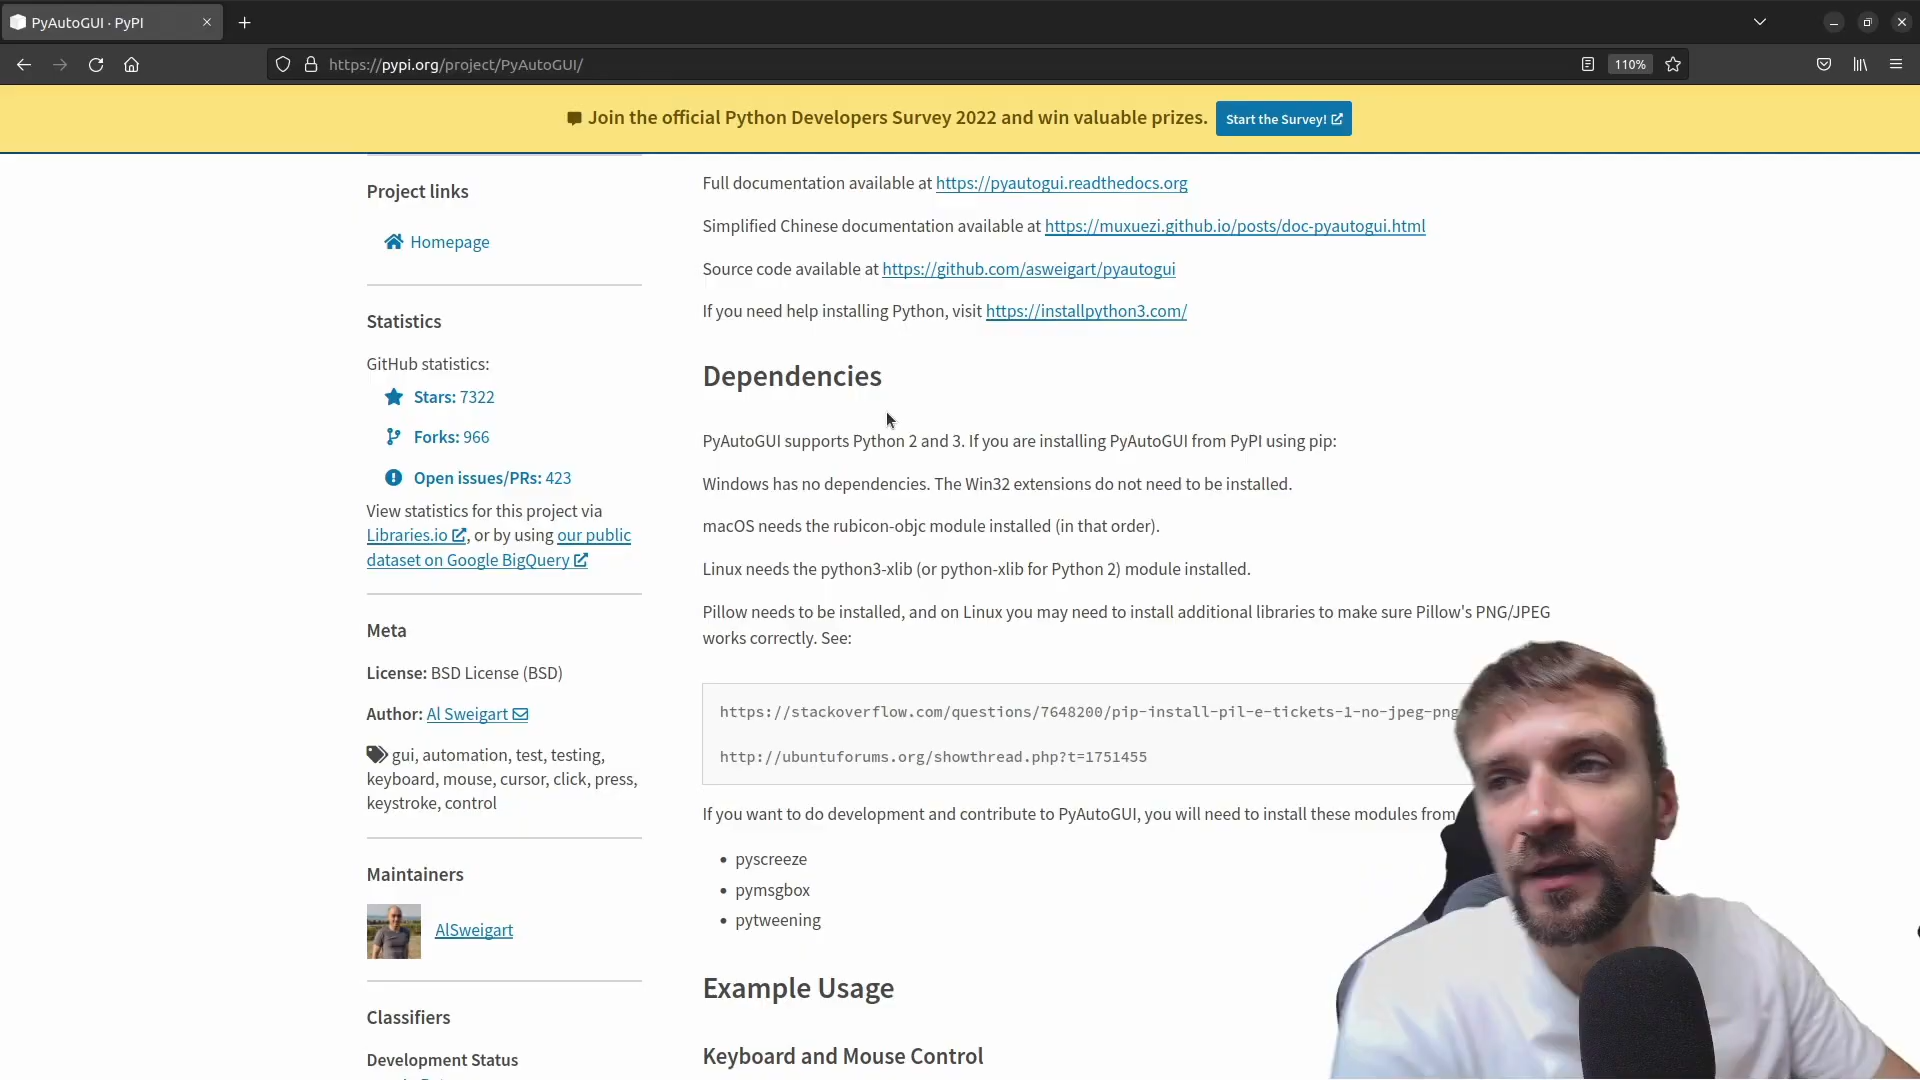 PyAutoGUI · PyPI
https://pypi.org/project/PyAutoGUI/
110%
Join the official Python Developers Survey 2022 and win valuable prizes.
Start the Survey!
Project links
Homepage
Statistics
GitHub statistics:
Stars: 7322
Forks: 966
Open issues/PRs: 423
View statistics for this project via
Libraries.io, or by using our public
dataset on Google BigQuery
Meta
License: BSD License (BSD)
Author: Al Sweigart
gui, automation, test, testing,
keyboard, mouse, cursor, click, press,
keystroke, control
Maintainers
AlSweigart
Classifiers
Development Status
Full documentation available at https://pyautogui.readthedocs.org
Simplified Chinese documentation available at https://muxuezi.github.io/posts/doc-pyautogui.html
Source code available at https://github.com/asweigart/pyautogui
If you need help installing Python, visit https://installpython3.com/
Dependencies
PyAutoGUI supports Python 2 and 3. If you are installing PyAutoGUI from PyPI using pip:
Windows has no dependencies. The Win32 extensions do not need to be installed.
macOS needs the rubicon-objc module installed (in that order).
Linux needs the python3-xlib (or python-xlib for Python 2) module installed.
Pillow needs to be installed, and on Linux you may need to install additional libraries to make sure Pillow's PNG/JPEG
works correctly. See:
https://stackoverflow.com/questions/7648200/pip-install-pil-e-tickets-1-no-jpeg-png
http://ubuntuforums.org/showthread.php?t=1751455
If you want to do development and contribute to PyAutoGUI, you will need to install these modules from
• pyscreeze
• pymsgbox
• pytweening
Example Usage
Keyboard and Mouse Control